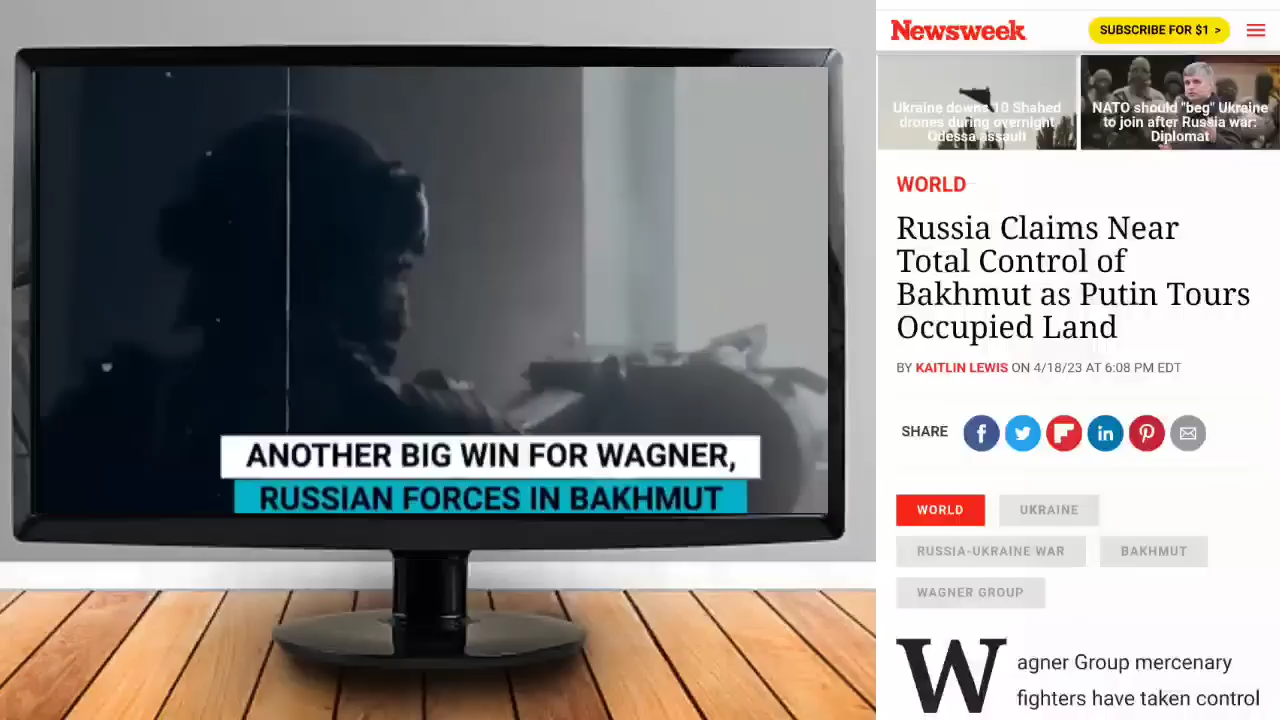 ANOTHER BIG WIN FOR WAGNER,
RUSSIAN FORCES IN BAKHMUT
Newsweek
SUBSCRIBE FOR $1 >
Ukraine downs 10 Shahed
drones during overnight
Odessa assault
NATO should "beg" Ukraine
to join after Russia war:
Diplomat
WORLD
Russia Claims Near
Total Control of
Bakhmut as Putin Tours
Occupied Land
BY KAITLIN LEWIS ON 4/18/23 AT 6:08 PM EDT
SHARE
WORLD
UKRAINE
RUSSIA-UKRAINE WAR
BAKHMUT
WAGNER GROUP
Wagner Group mercenary
fighters have taken control